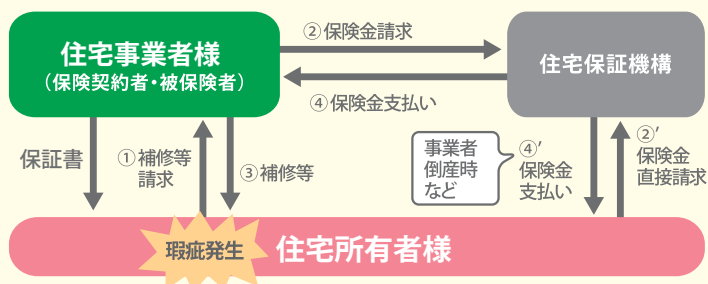 住宅事業者様
（保険契約者・被保険者）
②保険金請求
④保険金支払い
住宅保証機構
保証書
①補修等
請求
③補修等
事業者
倒産時
など
④′
保険金
支払い
②′
保険金
直接請求
瑕疵発生
住宅所有者様